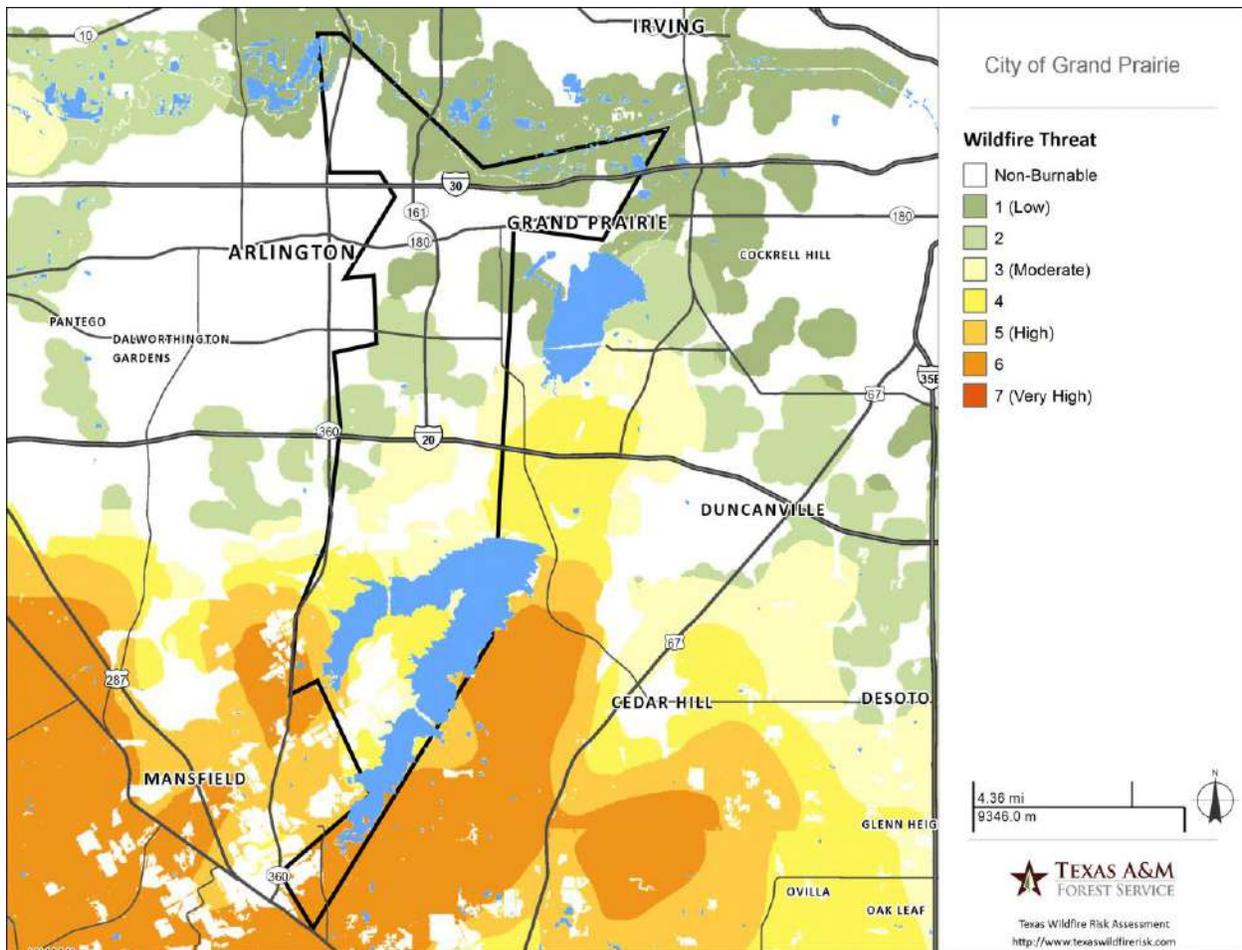 10
IRVING
30
161
GRAND PRAIRIE
180
180
ARLINGTON
COCKRELL HILL
PANTEGO
DALWORTHINGTON
GARDENS
35E
67
360
20
DUNCANVILLE
67
287
CEDAR HILL
DESOTO
MANSFIELD
GLENN HEIG
360
OVILLA
OAK LEAF
City of Grand Prairie
Wildfire Threat
Non-Burnable
1 (Low)
2
3 (Moderate)
4
5 (High)
6
7 (Very High)
N
4.36 mi
9346.0 m
TEXAS A&M
FOREST SERVICE
Texas Wildfire Risk Assessment
http://www.texaswildfirerisk.com